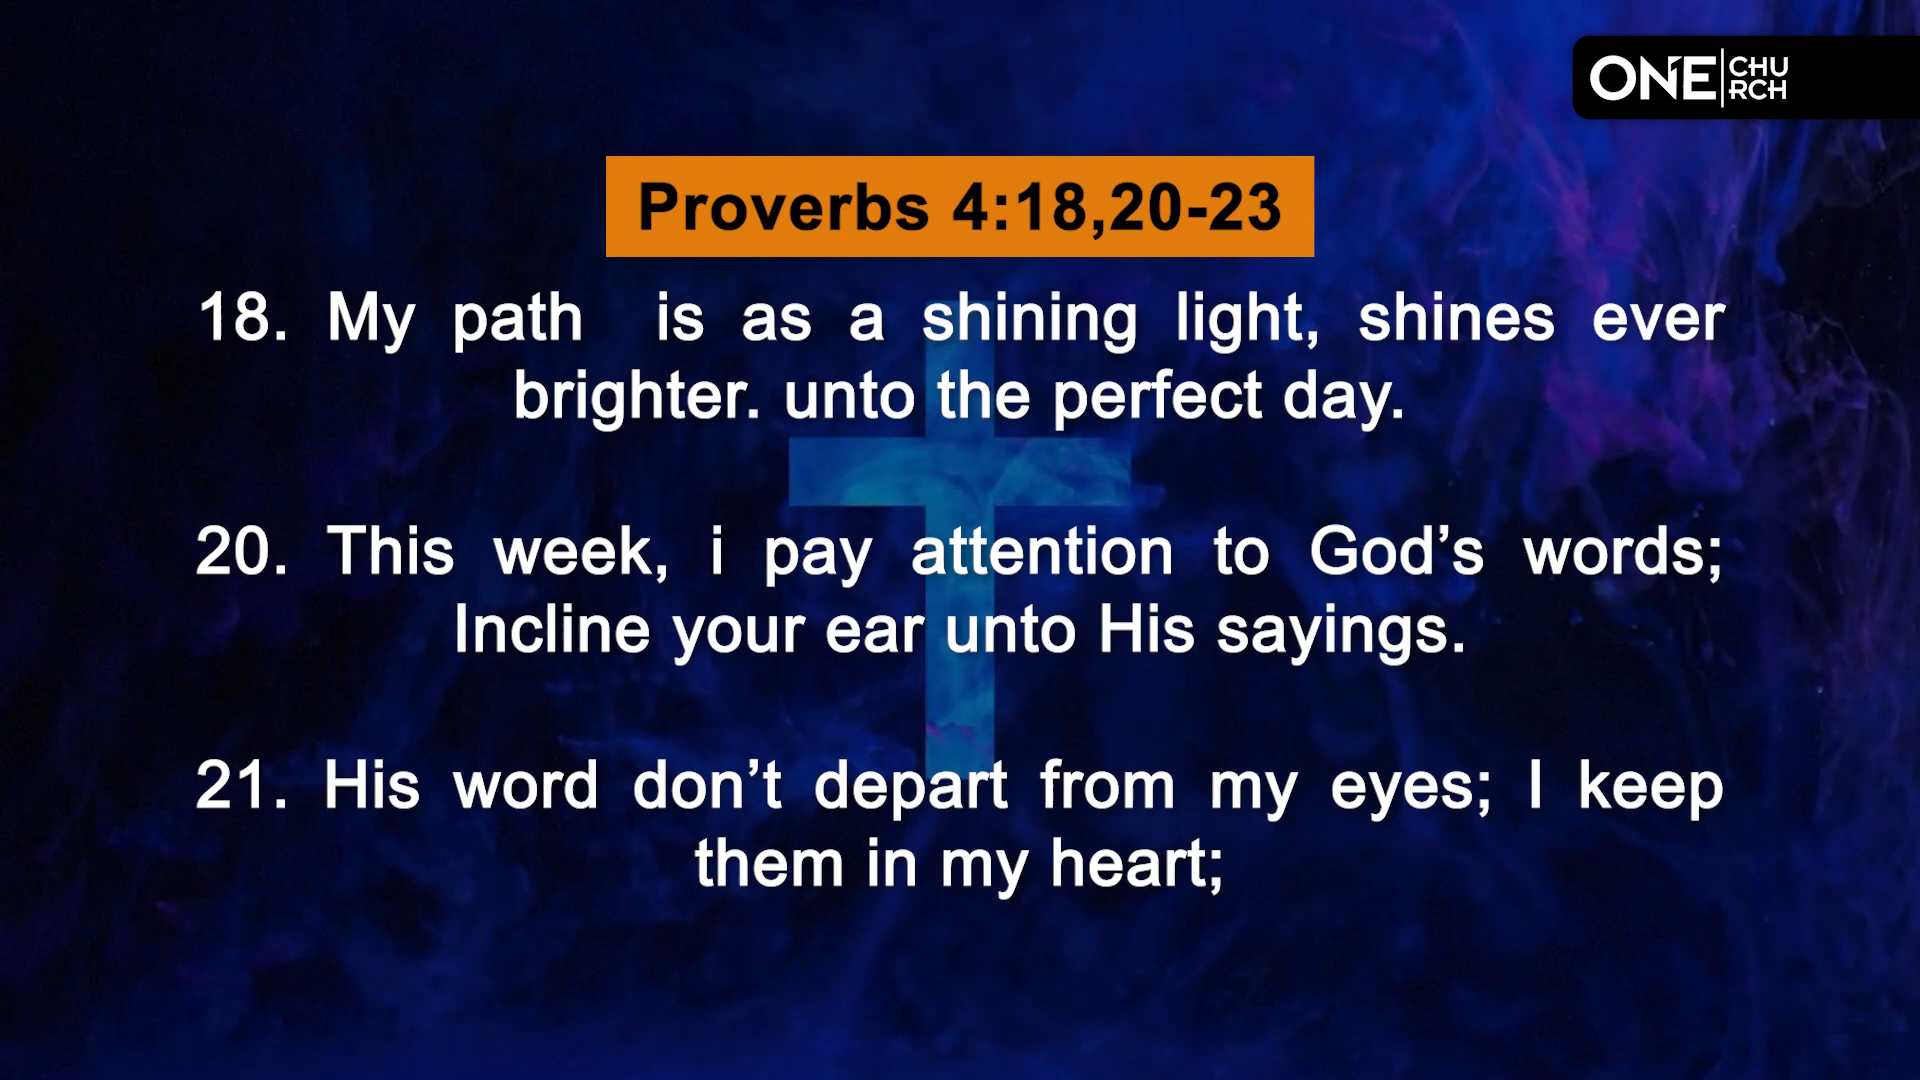 ONE CHU
RCH
Proverbs 4:18,20-23
18. My path is as a shining light, shines ever
brighter. unto the perfect day.
20. This week, i pay attention to God’s words;
Incline your ear unto His sayings.
21. His word don’t depart from my eyes; I keep
them in my heart;